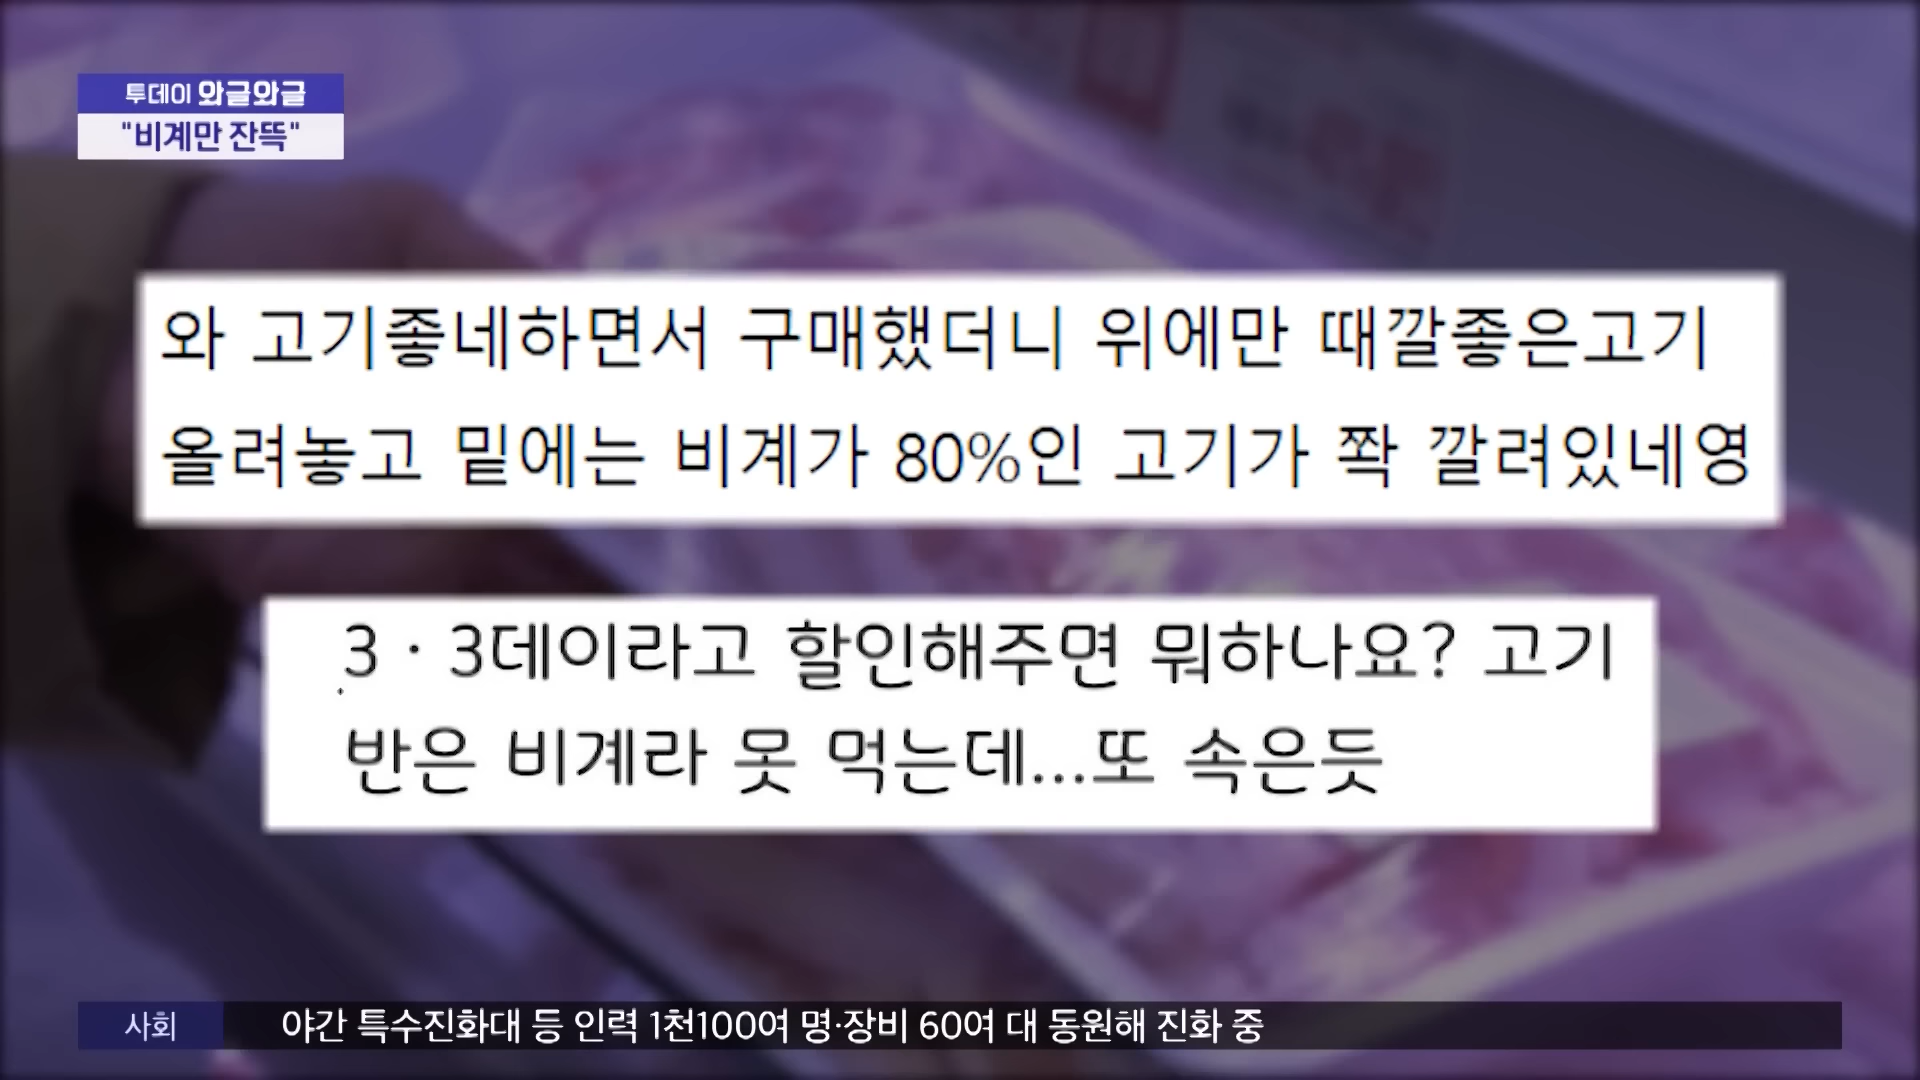 투데이 와글와글
"비계만 잔뜩"
와 고기좋네하면서 구매했더니 위에만 때깔좋은고기
올려놓고 밑에는 비계가 80%인 고기가 쫙 깔려있네영
3 · 3데이라고 할인해주면 뭐하나요? 고기
반은 비계라 못 먹는데...또 속은듯
사회 야간 특수진화대 등 인력 1천100여 명·장비 60여 대 동원해 진화 중